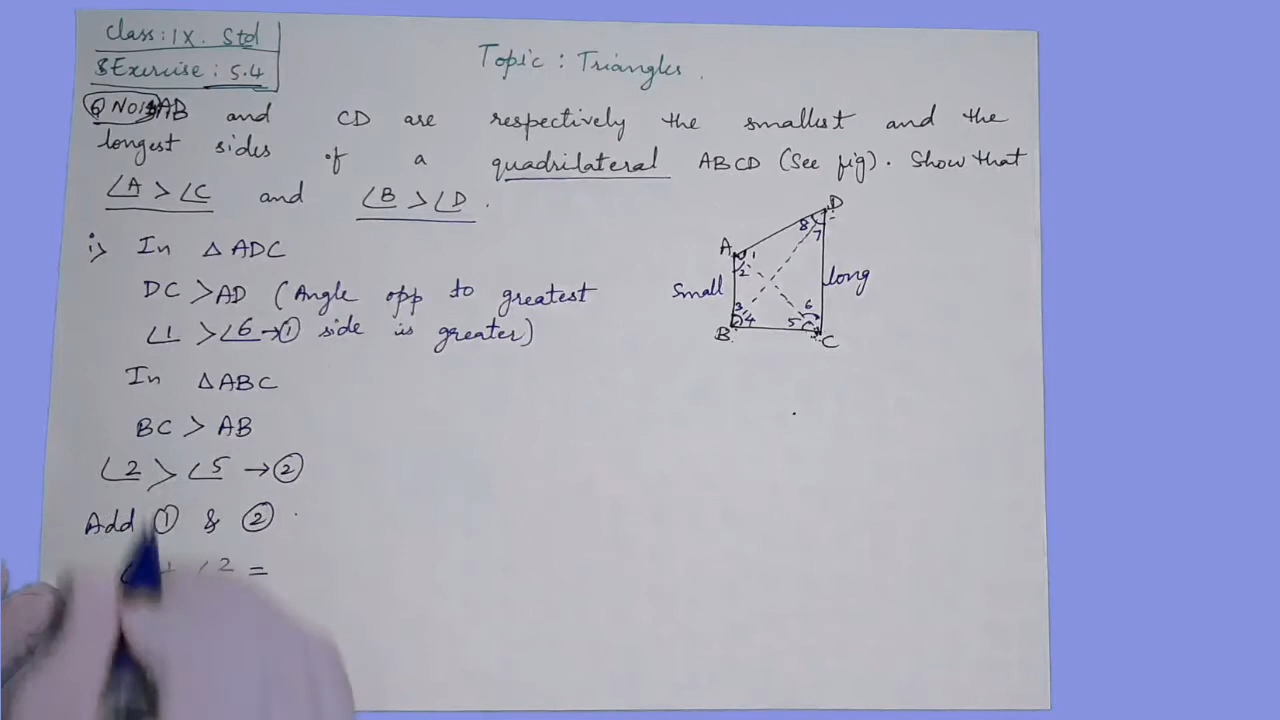 Class: IX. Std
Exercise: 5.4
Topic: Triangles.
Q No: AB and CD are respectively the smallest and the
longest sides of a quadrilateral ABCD (See fig). Show that
∠A > ∠C and ∠B > ∠D.
i) In △ADC
DC > AD (Angle opp to greatest
∠1 > ∠6 → ① side is greater)
In △ABC
BC > AB
∠2 > ∠5 → ②
Add ① & ②
∠2 =
D
8
7
A
1
2
small
long
3
6
4
5
B
C